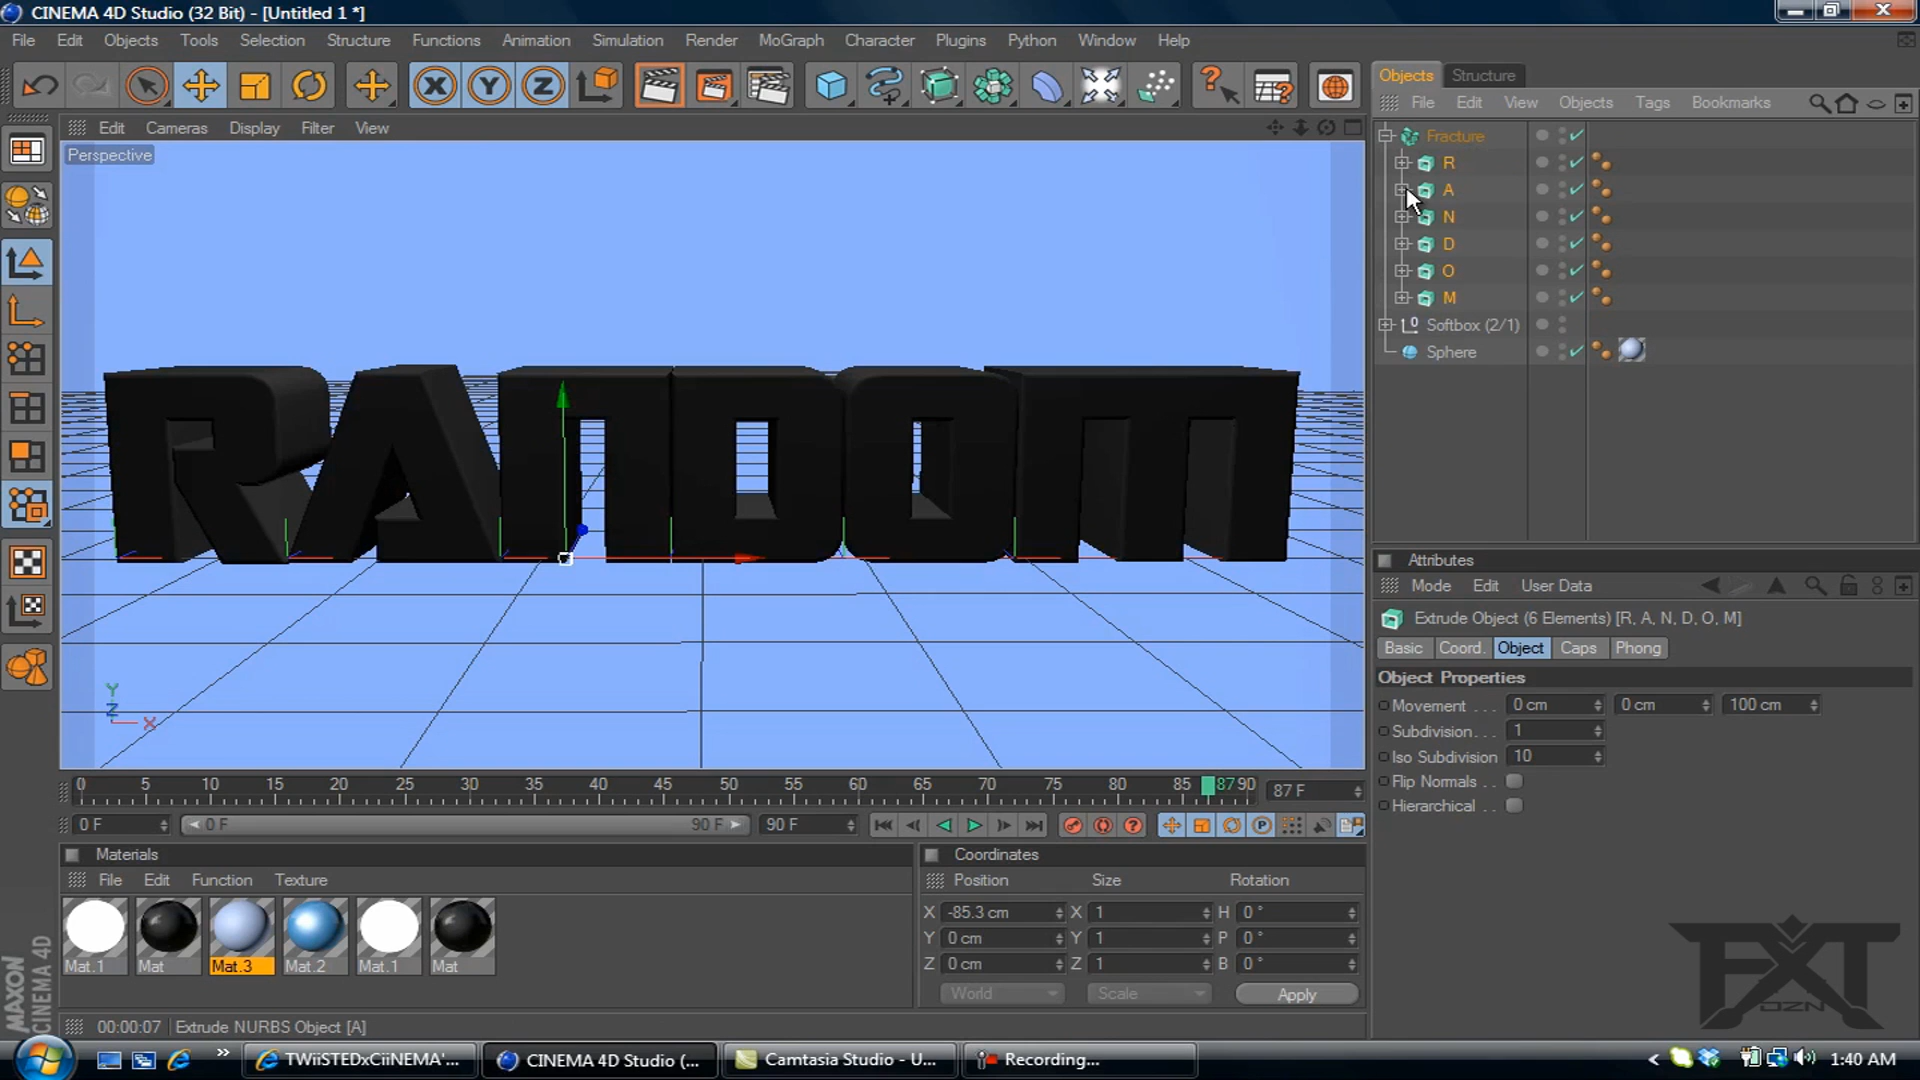 CINEMA 4D Studio (32 Bit) - [Untitled 1 *]
File Edit Objects Tools Selection Structure Functions Animation Simulation Render MoGraph Character Plugins Python Window Help
X Y Z
Objects Structure
File Edit View Objects Tags Bookmarks
Edit Cameras Display Filter View
Perspective
Fracture
R
A
N
D
O
M
Softbox (2/1)
Sphere
RANDOM
Y
Z
X
Attributes
Mode Edit User Data
Extrude Object (6 Elements) [R, A, N, D, O, M]
Basic Coord. Object Caps Phong
Object Properties
Movement . . . 0 cm 0 cm 100 cm
Subdivision. . . 1
Iso Subdivision 10
Flip Normals . .
Hierarchical . .
0 5 10 15 20 25 30 35 40 45 50 55 60 65 70 75 80 85 87 90 87 F
0 F 0 F 90 F 90 F
Materials
File Edit Function Texture
Mat.1 Mat Mat.3 Mat.2 Mat.1 Mat
Coordinates
Position Size Rotation
X -85.3 cm X 1 H 0 °
Y 0 cm Y 1 P 0 °
Z 0 cm Z 1 B 0 °
World Scale Apply
MAXON
CINEMA 4D
FXT
DZN
00:00:07 Extrude NURBS Object [A]
TWiiSTEDxCiiNEMA'... CINEMA 4D Studio (... Camtasia Studio - U... Recording... 1:40 AM